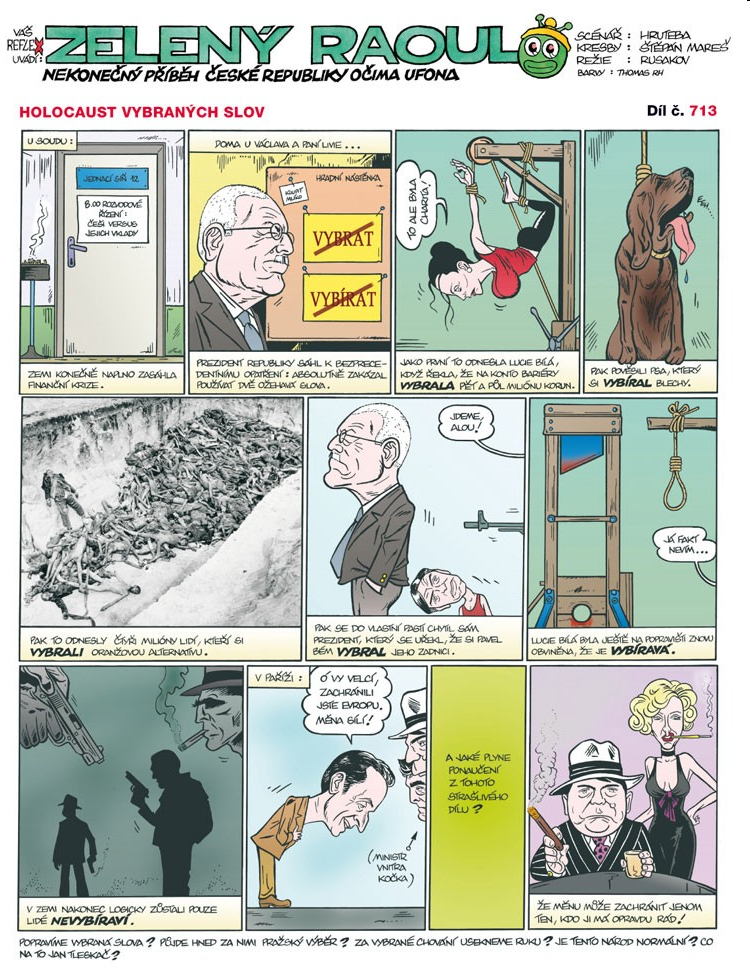 VÁŠ
REFLEX
UVÁDÍ:
ZELENÝ RAOUL
NEKONEČNÝ PŘÍBĚH ČESKÉ REPUBLIKY OČIMA UFONA
SCÉNÁŘ : HRUTEBA
KRESBY : ŠTĚPÁN MAREŠ
REŽIE : RUSAKOV
BARVY : THOMAS RH
HOLOCAUST VYBRANÝCH SLOV
Díl č. 713
U SOUDU :
JEDNACÍ SÍŇ 12
8.00 ROZVODOVÉ
ŘÍZENÍ :
ČEŠI VERSUS
JEJICH VKLADY
ZEMI KONEČNĚ NAPLNO ZASÁHLA
FINANČNÍ KRIZE.
DOMA U VÁCLAVA A PANÍ LIVIE ...
KOUPIT
MLÉKO
HRADNÍ NÁSTĚNKA
VYBRAT
VYBÍRAT
PREZIDENT REPUBLIKY SÁHL K BEZPRECE-
DENTNÍMU OPATŘENÍ : ABSOLUTNĚ ZAKÁZAL
POUŽÍVAT DVĚ OŽEHAVÁ SLOVA.
TO ALE BYLA
CHARITA!
JAKO PRVNÍ TO ODNESLA LUCIE BÍLÁ,
KDYŽ ŘEKLA, ŽE NA KONTO BARIÉRY
VYBRALA PĚT A PŮL MILIÓNU KORUN.
PAK POVĚSILI PSA, KTERÝ
SI VYBÍRAL BLECHY.
PAK TO ODNESLY ČTYŘI MILIÓNY LIDÍ, KTEŘÍ SI
VYBRALI ORANŽOVOU ALTERNATIVU.
JDEME,
ALOU!
PAK SE DO VLASTNÍ PASTI CHYTIL SÁM
PREZIDENT, KTERÝ SE UŘEKL, ŽE SI PAVEL
BÉM VYBRAL JEHO ZADNICI.
JÁ FAKT
NEVÍM...
LUCIE BÍLÁ BYLA JEŠTĚ NA POPRAVIŠTI ZNOVU
OBVINĚNA, ŽE JE VYBÍRAVÁ.
V ZEMI NAKONEC LOGICKY ZŮSTALI POUZE
LIDÉ NEVYBÍRAVÍ.
V PAŘÍŽI :
Ó VY VELCÍ,
ZACHRÁNILI
JSTE EVROPU.
MĚNA SÍLÍ!
(MINISTR
VNITRA
KOČKA)
A JAKÉ PLYNE
PONAUČENÍ
Z TOHOTO
STRAŠLIVÉHO
DÍLU ?
ŽE MĚNU MŮŽE ZACHRÁNIT JENOM
TEN, KDO JI MÁ OPRAVDU RÁD!
POPRAVÍME VYBRANÁ SLOVA ? PŮJDE HNED ZA NIMI PRAŽSKÝ VÝBĚR ? ZA VYBRANÉ CHOVÁNÍ USEKNEME RUKU ? JE TENTO NÁROD NORMÁLNÍ ? CO
NA TO JAN TLESKAČ ?